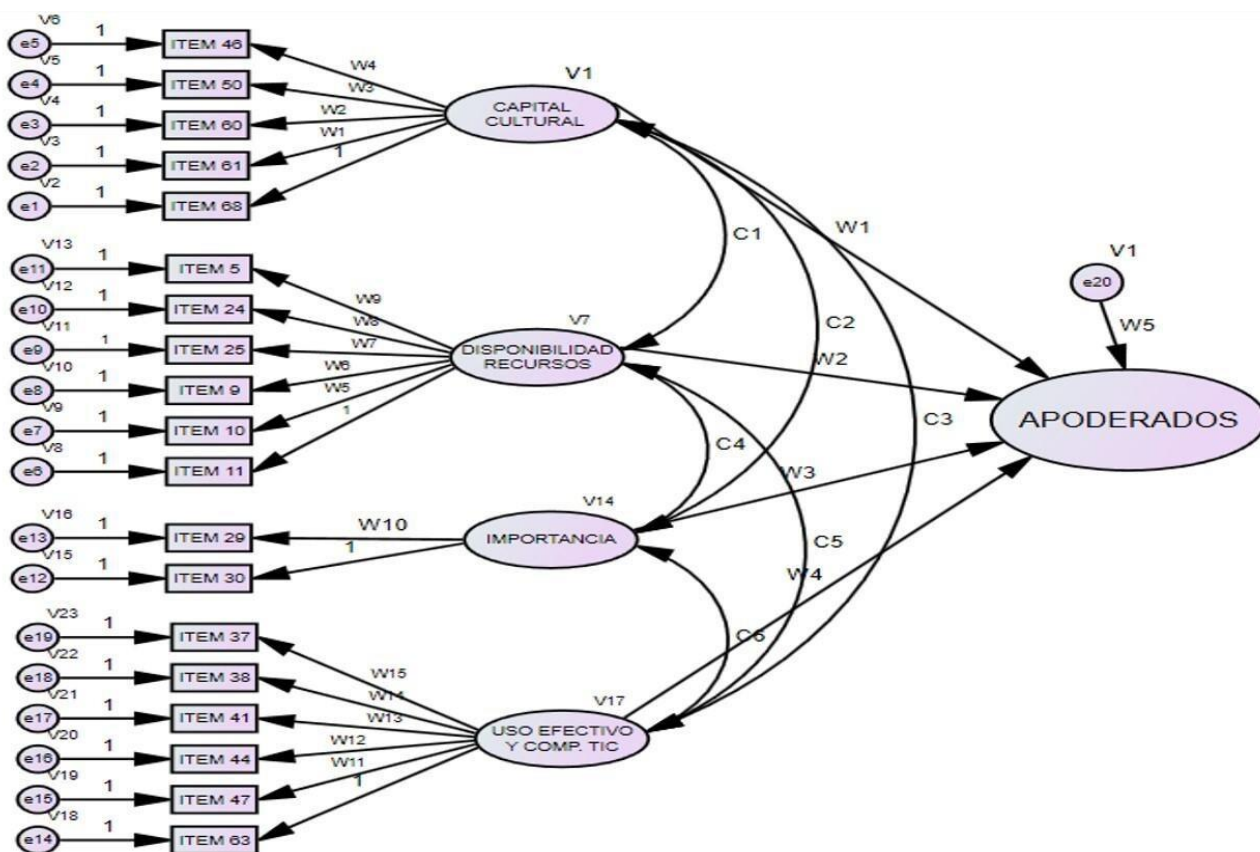 V6
e5
1
ITEM 46
V5
e4
1
ITEM 50
V4
e3
1
ITEM 60
V3
e2
1
ITEM 61
V2
e1
1
ITEM 68
W4
W3
W2
W1
1
V1
CAPITAL
CULTURAL
V13
e11
1
ITEM 5
V12
e10
1
ITEM 24
V11
e9
1
ITEM 25
V10
e8
1
ITEM 9
V9
e7
1
ITEM 10
V8
e6
1
ITEM 11
W9
W8
W7
W6
W5
1
V7
DISPONIBILIDAD
RECURSOS
V16
e13
1
ITEM 29
V15
e12
1
ITEM 30
W10
1
V14
IMPORTANCIA
V23
e19
1
ITEM 37
V22
e18
1
ITEM 38
V21
e17
1
ITEM 41
V20
e16
1
ITEM 44
V19
e15
1
ITEM 47
V18
e14
1
ITEM 63
W15
W14
W13
W12
W11
1
V17
USO EFECTIVO
Y COMP. TIC
C1
C2
C3
C4
C5
C6
W1
W2
W3
W4
V1
e20
W5
APODERADOS